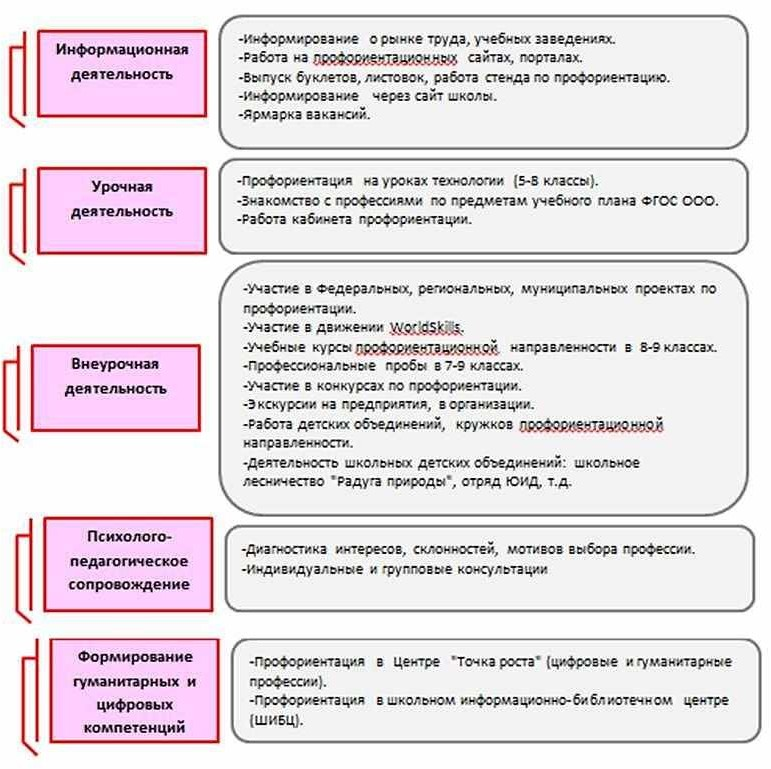 Информационная
деятельность
-Информирование о рынке труда, учебных заведениях.
-Работа на профориентационных сайтах, порталах.
-Выпуск буклетов, листовок, работа стенда по профориентацию.
-Информирование через сайт школы.
-Ярмарка вакансий.
Урочная
деятельность
-Профориентация на уроках технологии (5-8 классы).
-Знакомство с профессиями по предметам учебного плана ФГОС ООО.
-Работа кабинета профориентации.
Внеурочная
деятельность
-Участие в Федеральных, региональных, муниципальных проектах по
профориентации.
-Участие в движении WorldSkills.
-Учебные курсы профориентационной направленности в 8-9 классах.
-Профессиональные пробы в 7-9 классах.
-Участие в конкурсах по профориентации.
-Экскурсии на предприятия, в организации.
-Работа детских объединений, кружков профориентационной
направленности.
-Деятельность школьных детских объединений: школьное
лесничество "Радуга природы", отряд ЮИД, т.д.
Психолого-
педагогическое
сопровождение
-Диагностика интересов, склонностей, мотивов выбора профессии.
-Индивидуальные и групповые консультации
Формирование
гуманитарных и
цифровых
компетенций
-Профориентация в Центре "Точка роста" (цифровые и гуманитарные
профессии).
-Профориентация в школьном информационно-библиотечном центре
(ШИБЦ).